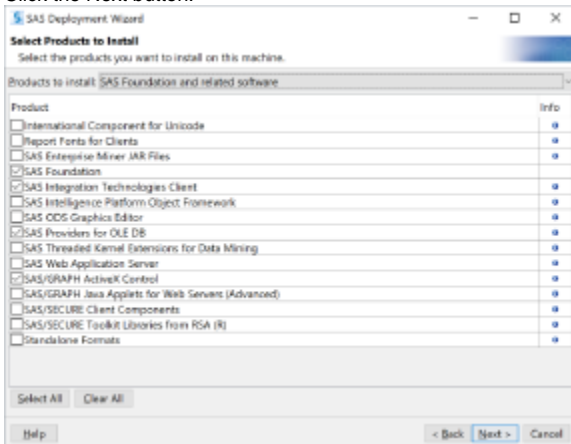 SAS Deployment Wizard
Select Products to Install
Select the products you want to install on this machine.
Products to install: SAS Foundation and related software
Product Info
International Component for Unicode
Report Fonts for Clients
SAS Enterprise Miner JAR Files
SAS Foundation
SAS Integration Technologies Client
SAS Intelligence Platform Object Framework
SAS ODS Graphics Editor
SAS Providers for OLE DB
SAS Threaded Kernel Extensions for Data Mining
SAS Web Application Server
SAS/GRAPH ActiveX Control
SAS/GRAPH Java Applets for Web Servers (Advanced)
SAS/SECURE Client Components
SAS/SECURE Toolkit Libraries from RSA (R)
Standalone Formats
Select All Clear All
Help < Back Next > Cancel